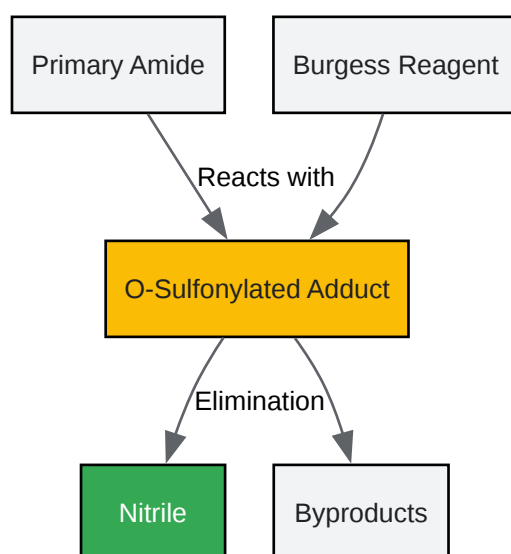 Primary Amide
Burgess Reagent
Reacts with
O-Sulfonylated Adduct
Elimination
Nitrile
Byproducts